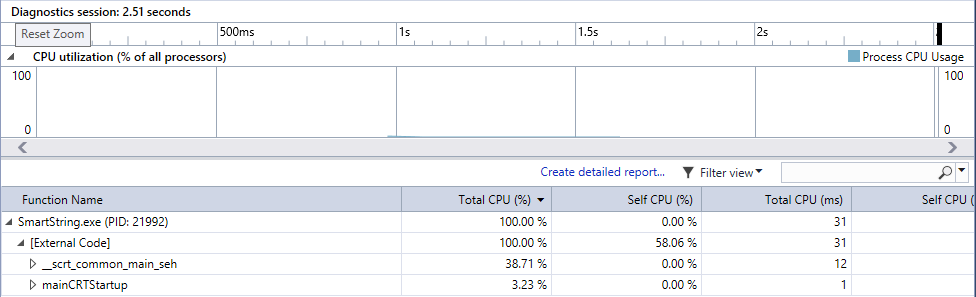 Diagnostics session: 2.51 seconds
Reset Zoom 500ms 1s 1.5s 2s
CPU utilization (% of all processors) Process CPU Usage
100 100
0 0
Create detailed report... Filter view
Function Name Total CPU (%) Self CPU (%) Total CPU (ms) Self CPU (
SmartString.exe (PID: 21992) 100.00 % 0.00 % 31
[External Code] 100.00 % 58.06 % 31
__scrt_common_main_seh 38.71 % 0.00 % 12
mainCRTStartup 3.23 % 0.00 % 1